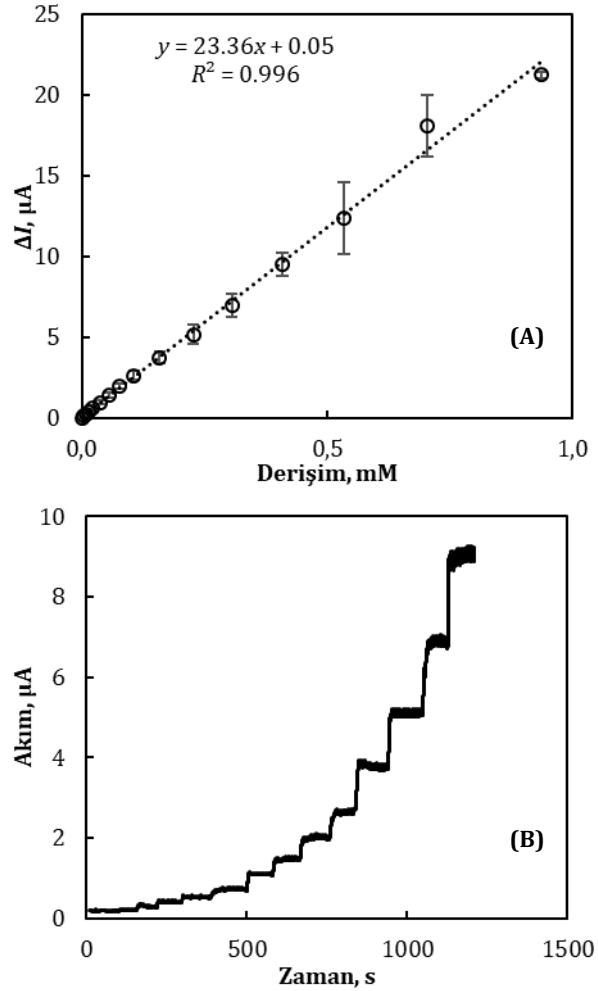 25
y = 23.36x + 0.05
R² = 0.996
20
15
ΔI, µA
10
5
(A)
0
0,0
0,5
1,0
Derişim, mM
10
8
6
Akım, µA
4
2
(B)
0
0
500
1000
1500
Zaman, s